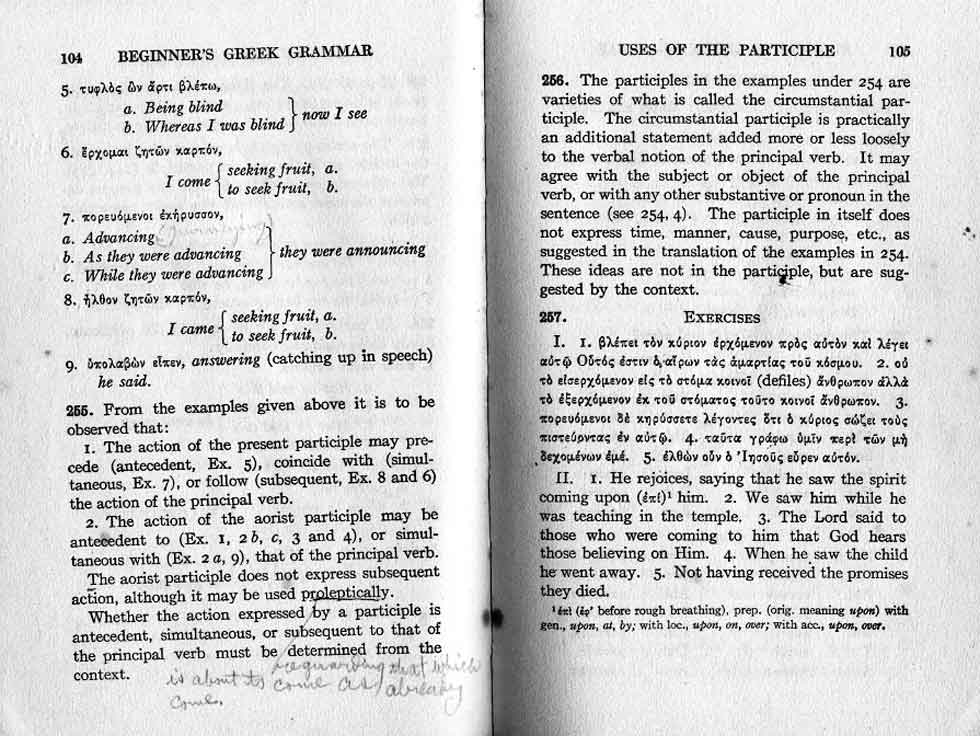 104 BEGINNER'S GREEK GRAMMAR
5. τυφλὸς ὢν ἄρτι βλέπω,
a. Being blind
b. Whereas I was blind } now I see
6. ἔρχομαι ζητῶν καρπόν,
I come { seeking fruit, a.
to seek fruit, b.
7. πορευόμενοι ἐκήρυσσον,
a. Advancing (journeying)
b. As they were advancing } they were announcing
c. While they were advancing
8. ἦλθον ζητῶν καρπόν,
I came { seeking fruit, a.
to seek fruit, b.
9. ὑπολαβὼν εἶπεν, answering (catching up in speech)
he said.
255. From the examples given above it is to be
observed that:
1. The action of the present participle may pre-
cede (antecedent, Ex. 5), coincide with (simul-
taneous, Ex. 7), or follow (subsequent, Ex. 8 and 6)
the action of the principal verb.
2. The action of the aorist participle may be
antecedent to (Ex. 1, 2 b, c, 3 and 4), or simul-
taneous with (Ex. 2 a, 9), that of the principal verb.
The aorist participle does not express subsequent
action, although it may be used proleptically.
Whether the action expressed by a participle is
antecedent, simultaneous, or subsequent to that of
the principal verb must be determined from the
context.
regarding that which
is about to come as already
come.
USES OF THE PARTICIPLE 105
256. The participles in the examples under 254 are
varieties of what is called the circumstantial par-
ticiple. The circumstantial participle is practically
an additional statement added more or less loosely
to the verbal notion of the principal verb. It may
agree with the subject or object of the principal
verb, or with any other substantive or pronoun in the
sentence (see 254, 4). The participle in itself does
not express time, manner, cause, purpose, etc., as
suggested in the translation of the examples in 254.
These ideas are not in the participle, but are sug-
gested by the context.
257. EXERCISES
I. 1. βλέπει τὸν κύριον ἐρχόμενον πρὸς αὐτὸν καὶ λέγει
αὐτῷ Οὗτός ἐστιν ὁ αἴρων τὰς ἁμαρτίας τοῦ κόσμου. 2. οὐ
τὸ εἰσερχόμενον εἰς τὸ στόμα κοινοῖ (defiles) ἄνθρωπον ἀλλὰ
τὸ ἐξερχόμενον ἐκ τοῦ στόματος τοῦτο κοινοῖ ἄνθρωπον. 3.
πορευόμενοι δὲ κηρύσσετε λέγοντες ὅτι ὁ κύριος σώζει τοὺς
πιστεύοντας ἐν αὐτῷ. 4. ταῦτα γράφω ὑμῖν περὶ τῶν μὴ
δεχομένων ἐμέ. 5. ἐλθὼν οὖν ὁ Ἰησοῦς εὗρεν αὐτόν.
II. 1. He rejoices, saying that he saw the spirit
coming upon (ἐπί)¹ him. 2. We saw him while he
was teaching in the temple. 3. The Lord said to
those who were coming to him that God hears
those believing on Him. 4. When he saw the child
he went away. 5. Not having received the promises
they died.
¹ ἐπί (ἐφ' before rough breathing), prep. (orig. meaning upon) with
gen., upon, at, by; with loc., upon, on, over; with acc., upon, over.